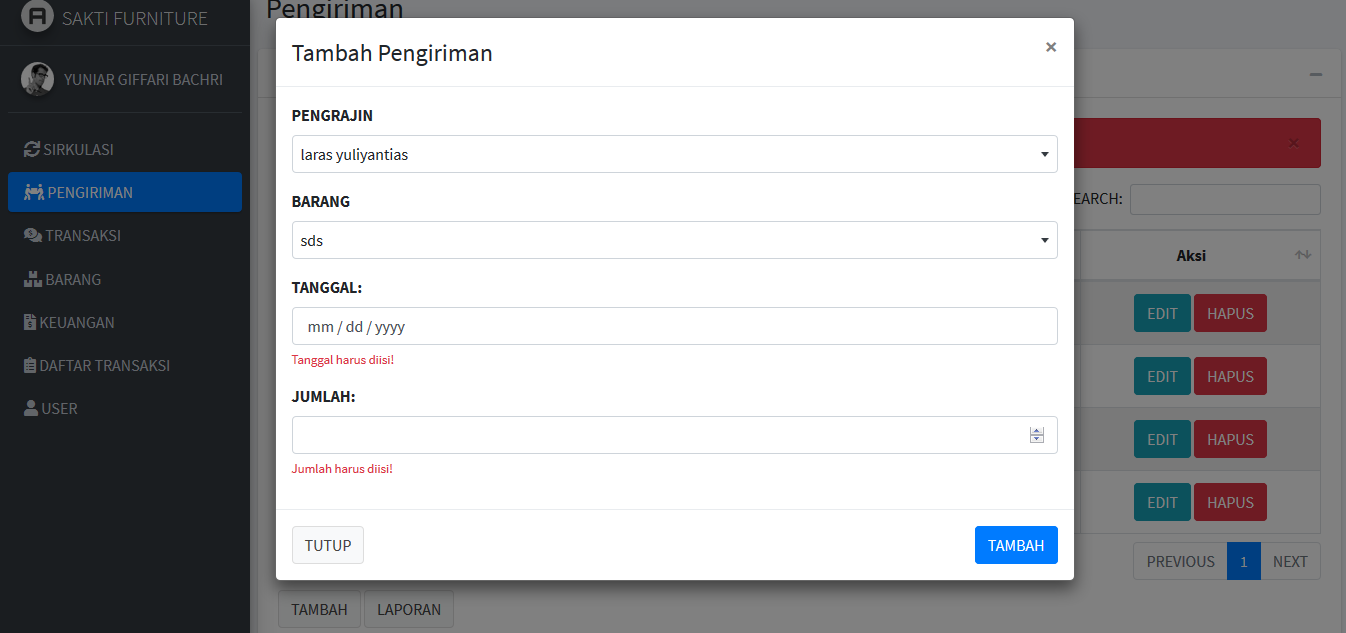 Pengiriman
SAKTI FURNITURE
YUNIAR GIFFARI BACHRI
SIRKULASI
PENGIRIMAN
TRANSAKSI
BARANG
KEUANGAN
DAFTAR TRANSAKSI
USER
Tambah Pengiriman
×
PENGRAJIN
laras yuliyantias
BARANG
sds
TANGGAL:
mm / dd / yyyy
Tanggal harus diisi!
JUMLAH:
Jumlah harus diisi!
TUTUP
TAMBAH
×
EARCH:
Aksi
EDIT HAPUS
EDIT HAPUS
EDIT HAPUS
EDIT HAPUS
PREVIOUS 1 NEXT
TAMBAH LAPORAN